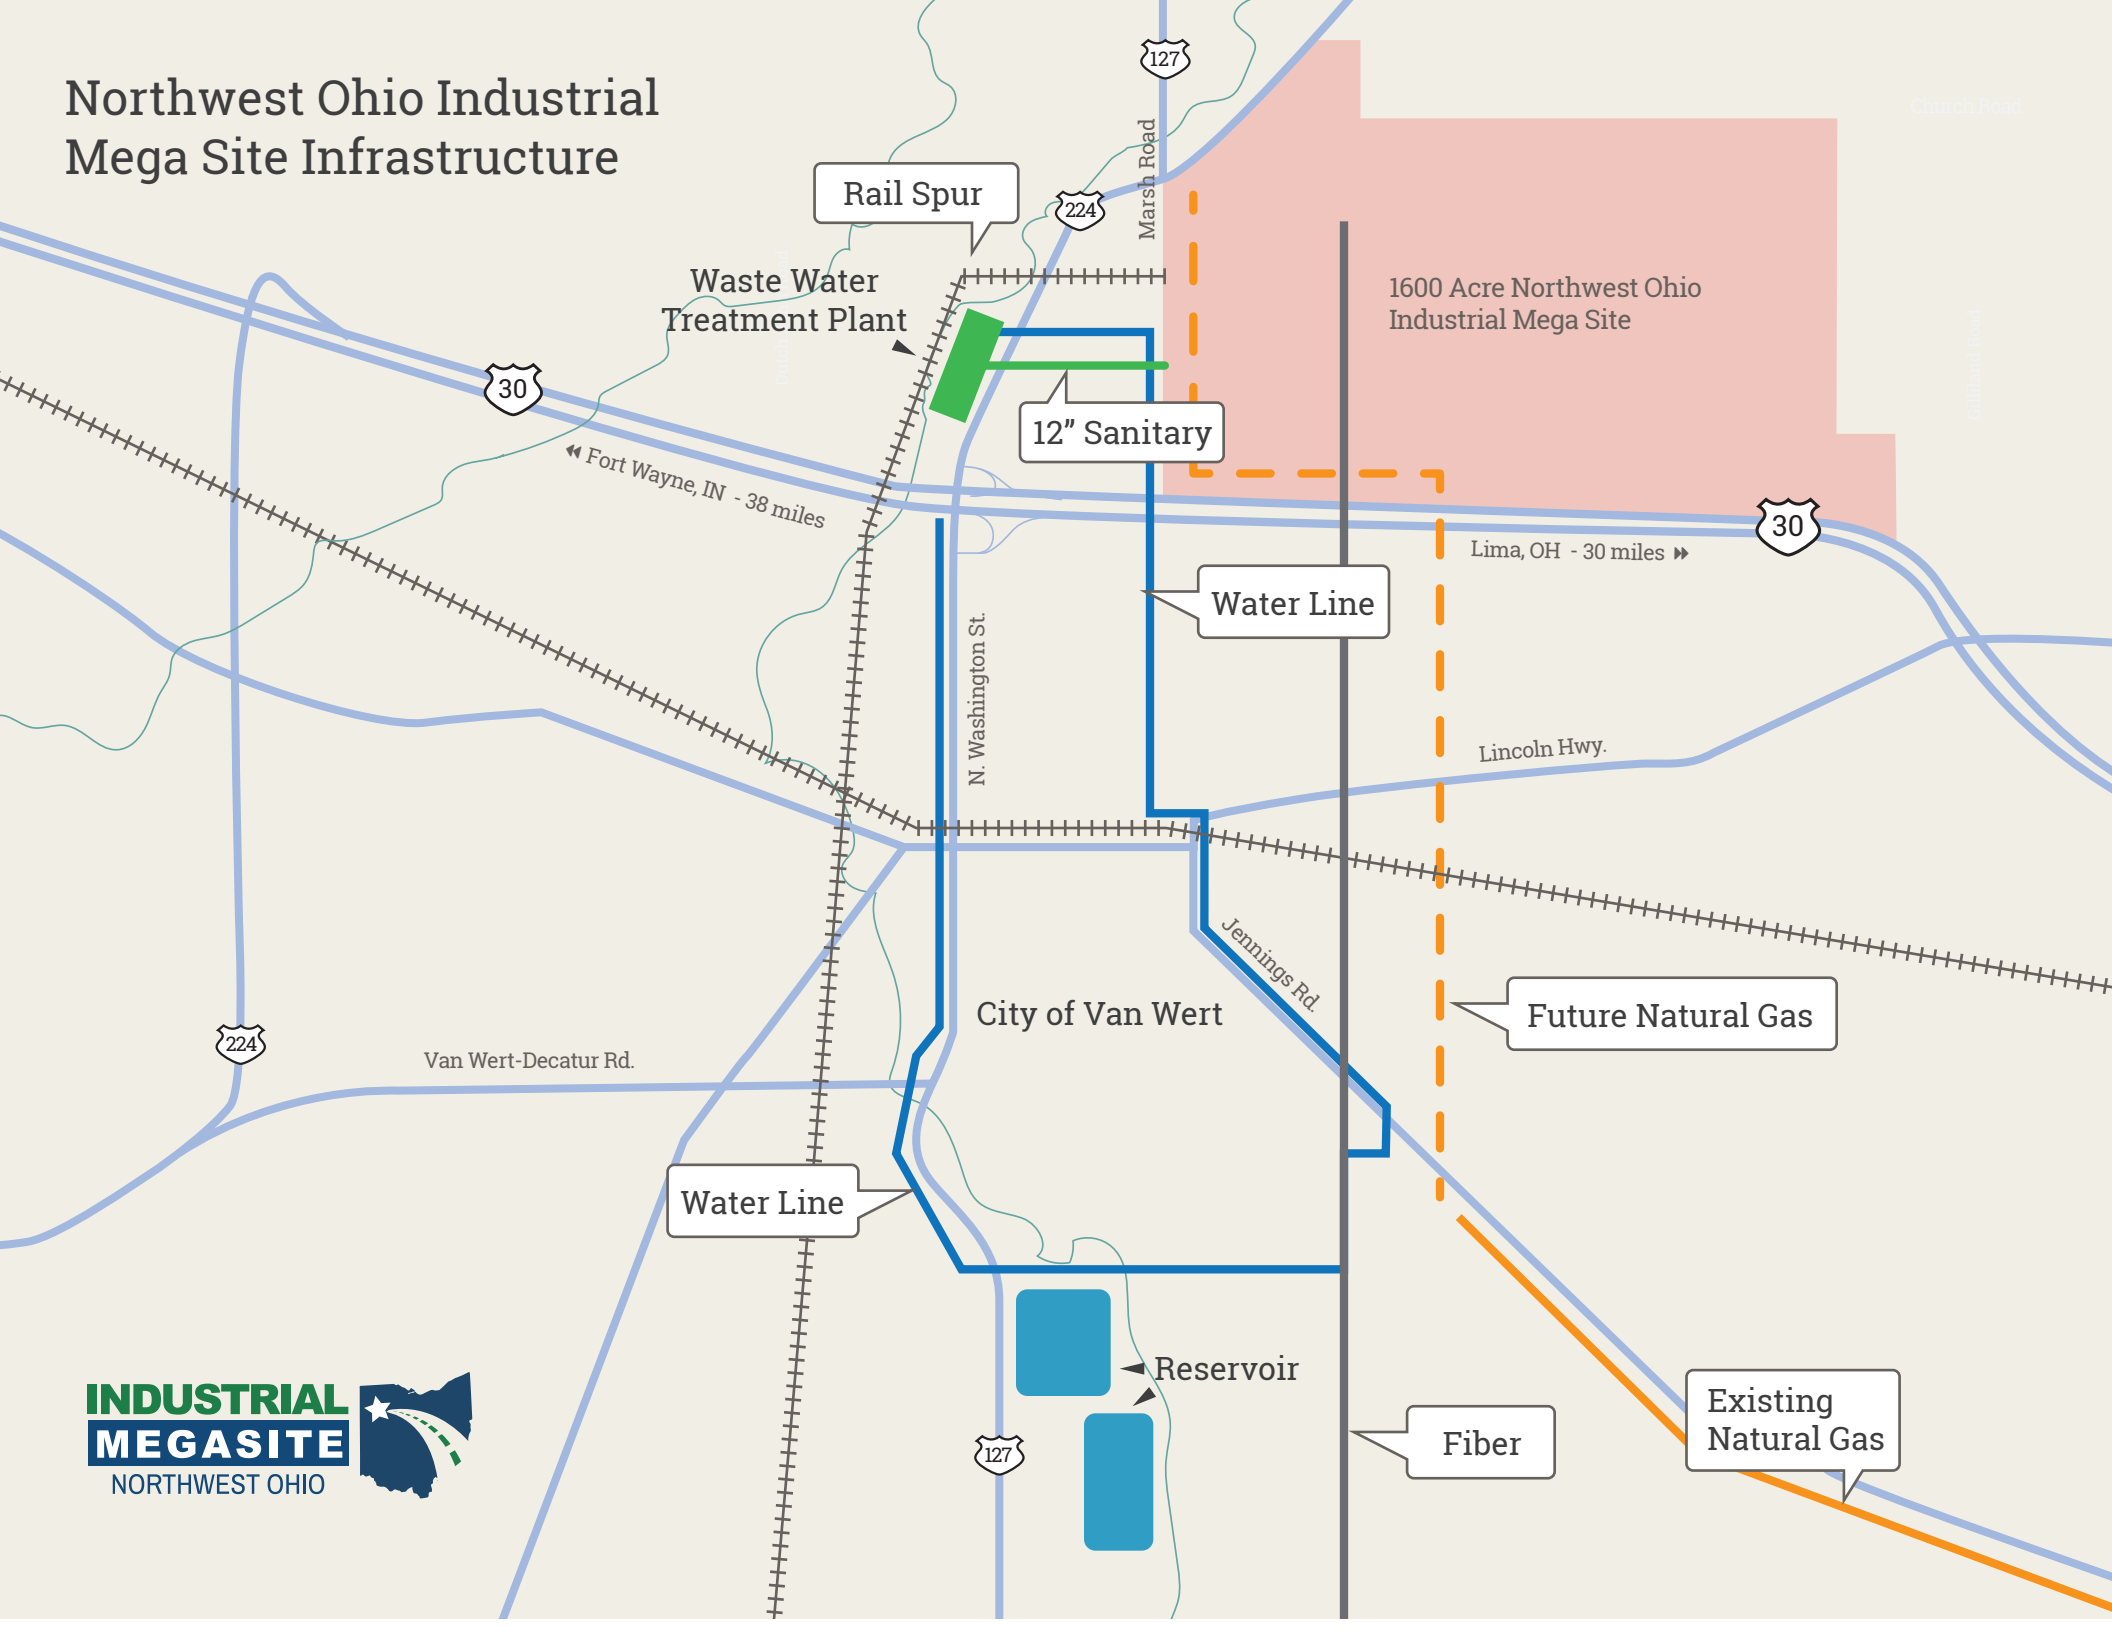 Northwest Ohio Industrial
Mega Site Infrastructure
127
Church Road
Marsh Road
Rail Spur
224
Waste Water
Treatment Plant
1600 Acre Northwest Ohio
Industrial Mega Site
30
12” Sanitary
Fort Wayne, IN - 38 miles
30
Lima, OH - 30 miles
Water Line
N. Washington St.
Lincoln Hwy.
Jennings Rd.
City of Van Wert
Future Natural Gas
224
Van Wert-Decatur Rd.
Water Line
Reservoir
127
Fiber
Existing
Natural Gas
INDUSTRIAL
MEGASITE
NORTHWEST OHIO